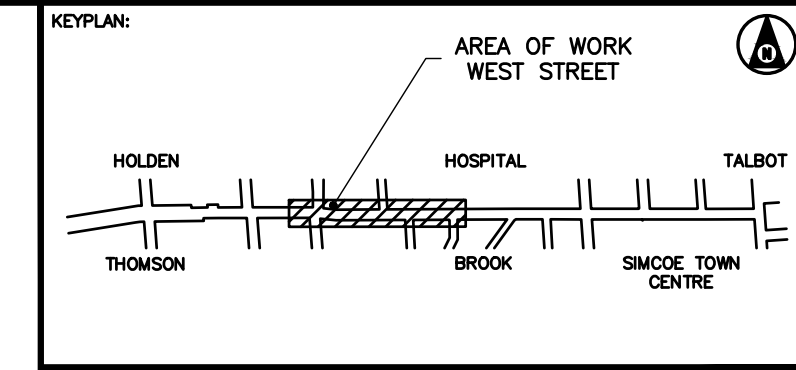 KEYPLAN:
AREA OF WORK
WEST STREET
N
HOLDEN
HOSPITAL
TALBOT
THOMSON
BROOK
SIMCOE TOWN
CENTRE